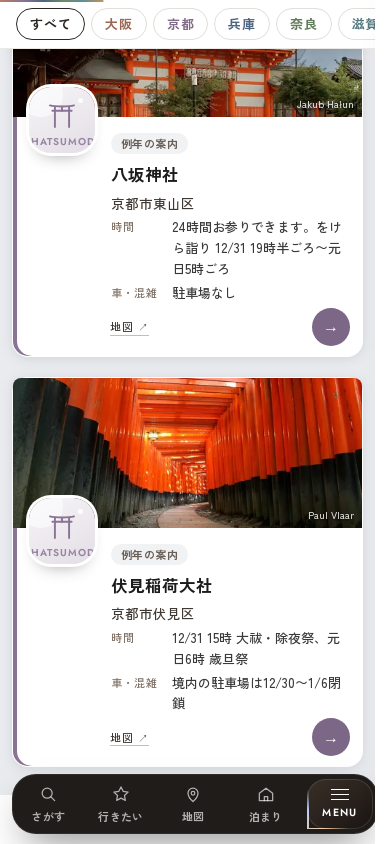 すべて 大阪 京都 兵庫 奈良 滋賀
Jakub Hałun
HATSUMOD
例年の案内
八坂神社
京都市東山区
時間 24時間お参りできます。をけ
ら詣り 12/31 19時半ごろ〜元
日5時ごろ
車・混雑 駐車場なし
地図 ↗
→
Paul Vlaar
HATSUMOD
例年の案内
伏見稲荷大社
京都市伏見区
時間 12/31 15時 大祓・除夜祭、元
日6時 歳旦祭
車・混雑 境内の駐車場は12/30〜1/6閉
鎖
地図 ↗
→
さがす 行きたい 地図 泊まり MENU